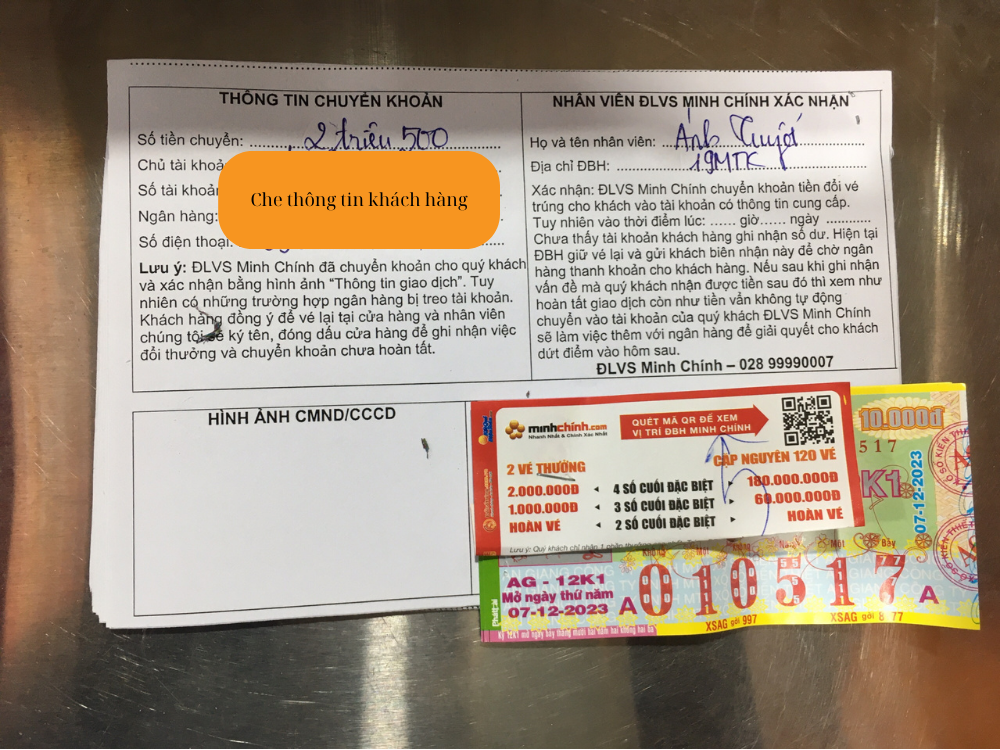 THÔNG TIN CHUYỂN KHOẢN
Số tiền chuyển: 2 triệu 500
Chủ tài khoả
Số tài khoản
Ngân hàng:
Số điện thoại:
Che thông tin khách hàng
Lưu ý: ĐLVS Minh Chính đã chuyển khoản cho quý khách
và xác nhận bằng hình ảnh “Thông tin giao dịch”. Tuy
nhiên có những trường hợp ngân hàng bị treo tài khoản.
Khách hàng đồng ý để vé lại tại cửa hàng và nhân viên
chúng tôi sẽ ký tên, đóng dấu cửa hàng để ghi nhận việc
đổi thưởng và chuyển khoản chưa hoàn tất.
NHÂN VIÊN ĐLVS MINH CHÍNH XÁC NHẬN
Họ và tên nhân viên: Ánh Tuyết
Địa chỉ ĐBH: 19MTK
Xác nhận: ĐLVS Minh Chính chuyển khoản tiền đổi vé
trúng cho khách vào tài khoản có thông tin cung cấp.
Tuy nhiên vào thời điểm lúc: ...... giờ...... ngày ............
Chưa thấy tài khoản khách hàng ghi nhận số dư. Hiện tại
ĐBH giữ vé lại và gửi khách biên nhận này để chờ ngân
hàng thanh khoản cho khách hàng. Nếu sau khi ghi nhận
vấn đề mà quý khách nhận được tiền sau đó thì xem như
hoàn tất giao dịch còn như tiền vẫn không tự động
chuyển vào tài khoản của quý khách ĐLVS Minh Chính
sẽ làm việc thêm với ngân hàng để giải quyết cho khách
dứt điểm vào hôm sau.
ĐLVS Minh Chính – 028 99990007
HÌNH ẢNH CMND/CCCD
minhchính.com
Nhanh Nhất & Chính Xác Nhất
QUÉT MÃ QR ĐỂ XEM
VỊ TRÍ ĐBH MINH CHÍNH
2 VÉ THƯỜNG
CẶP NGUYÊN 120 VÉ
2.000.000Đ 4 SỐ CUỐI ĐẶC BIỆT 180.000.000Đ
1.000.000Đ 3 SỐ CUỐI ĐẶC BIỆT 60.000.000Đ
HOÀN VÉ 2 SỐ CUỐI ĐẶC BIỆT HOÀN VÉ
10.000đ
517
K1
07-12-2023
AG - 12K1
Mở ngày thứ năm
07-12-2023
Không Một Không Năm Một Bảy
A 010517 A
XSAG gởi 997